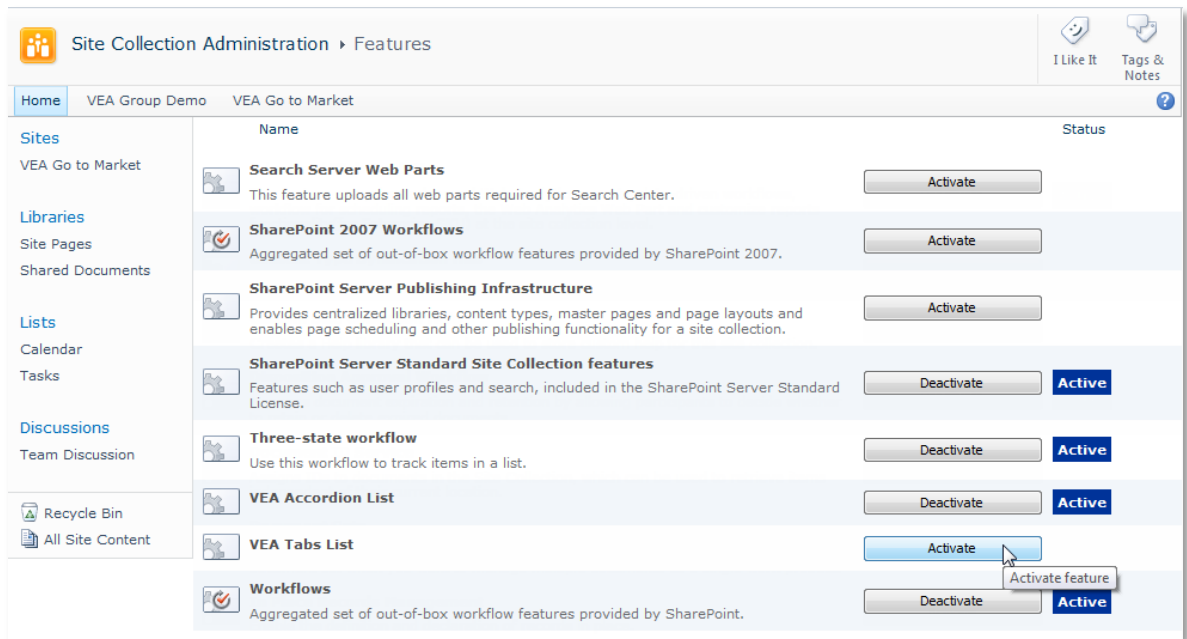 Site Collection Administration ▸ Features
I Like It
Tags &
Notes
Home
VEA Group Demo
VEA Go to Market
Sites
VEA Go to Market
Libraries
Site Pages
Shared Documents
Lists
Calendar
Tasks
Discussions
Team Discussion
Recycle Bin
All Site Content
Name
Status
Search Server Web Parts
This feature uploads all web parts required for Search Center.
Activate
SharePoint 2007 Workflows
Aggregated set of out-of-box workflow features provided by SharePoint 2007.
Activate
SharePoint Server Publishing Infrastructure
Provides centralized libraries, content types, master pages and page layouts and
enables page scheduling and other publishing functionality for a site collection.
Activate
SharePoint Server Standard Site Collection features
Features such as user profiles and search, included in the SharePoint Server Standard
License.
Deactivate
Active
Three-state workflow
Use this workflow to track items in a list.
Deactivate
Active
VEA Accordion List
Deactivate
Active
VEA Tabs List
Activate
Activate feature
Workflows
Aggregated set of out-of-box workflow features provided by SharePoint.
Deactivate
Active